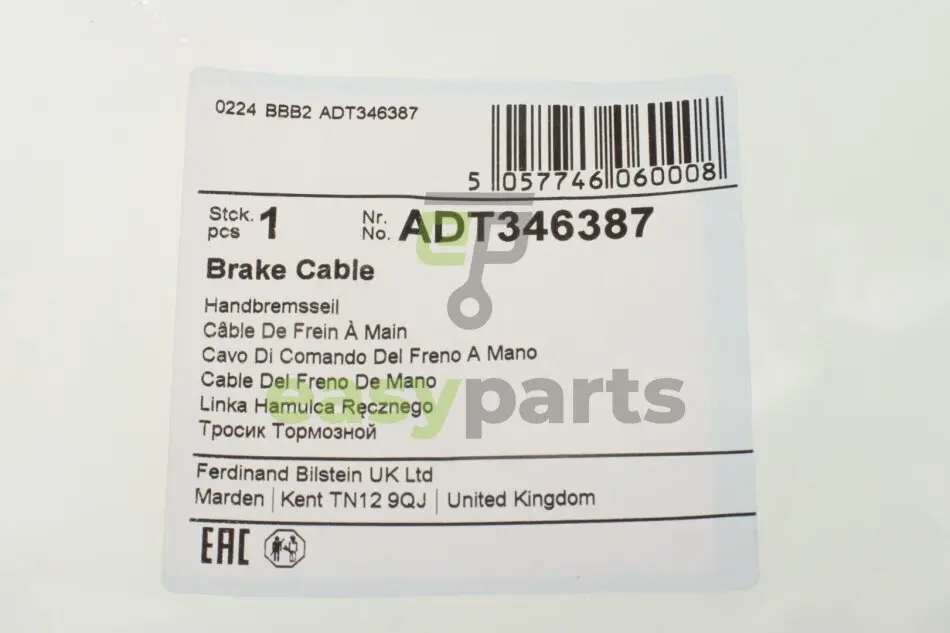 0224 BBB2 ADT346387
5 057746 060008
Stck. pcs 1 Nr. No. ADT346387
Brake Cable
Handbremsseil
Câble De Frein À Main
Cavo Di Comando Del Freno A Mano
Cable Del Freno De Mano
Linka Hamulca Ręcznego
Тросик Тормозной
easyparts
Ferdinand Bilstein UK Ltd
Marden | Kent TN12 9QJ | United Kingdom
EAC